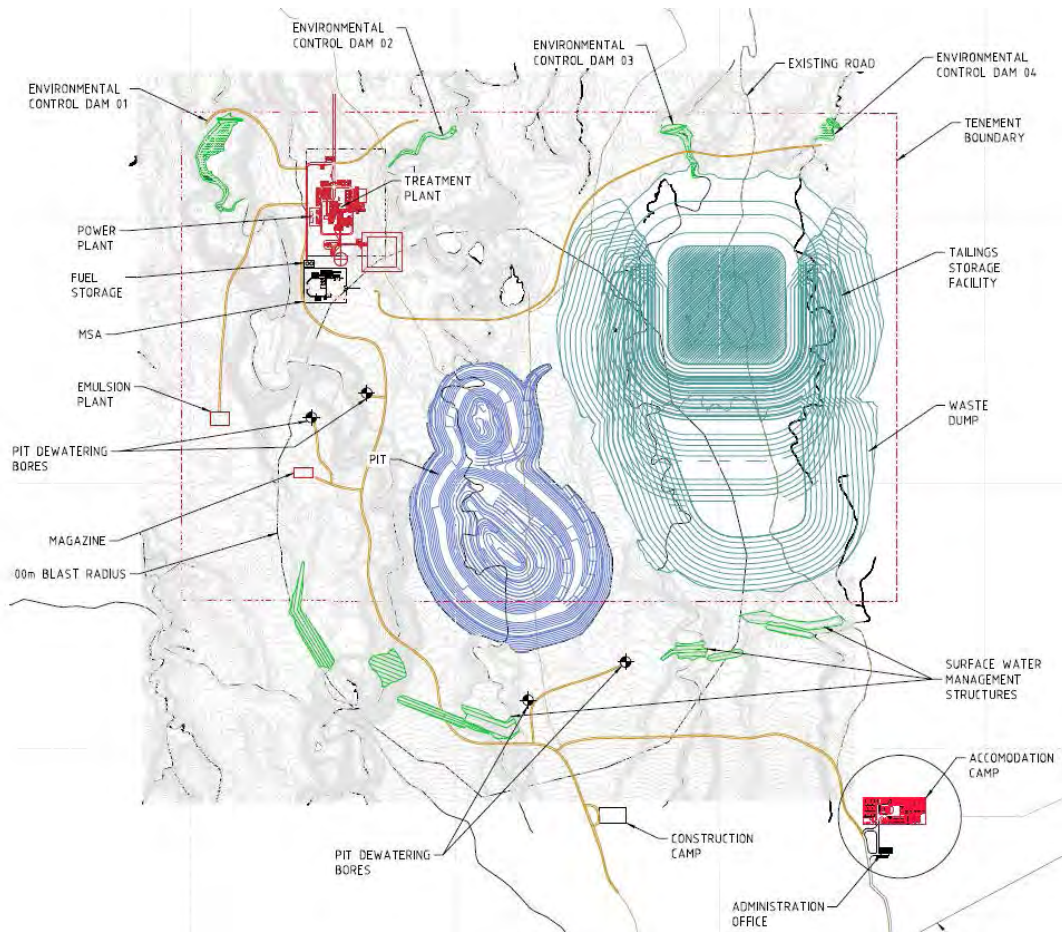 ENVIRONMENTAL
CONTROL DAM 02
ENVIRONMENTAL
CONTROL DAM 03
EXISTING ROAD
ENVIRONMENTAL
CONTROL DAM 04
ENVIRONMENTAL
CONTROL DAM 01
TENEMENT
BOUNDARY
TREATMENT
PLANT
POWER
PLANT
TAILINGS
STORAGE
FACILITY
FUEL
STORAGE
MSA
EMULSION
PLANT
WASTE
DUMP
PIT DEWATERING
BORES
PIT
MAGAZINE
00m BLAST RADIUS
SURFACE WATER
MANAGEMENT
STRUCTURES
ACCOMODATION
CAMP
PIT DEWATERING
BORES
CONSTRUCTION
CAMP
ADMINISTRATION
OFFICE